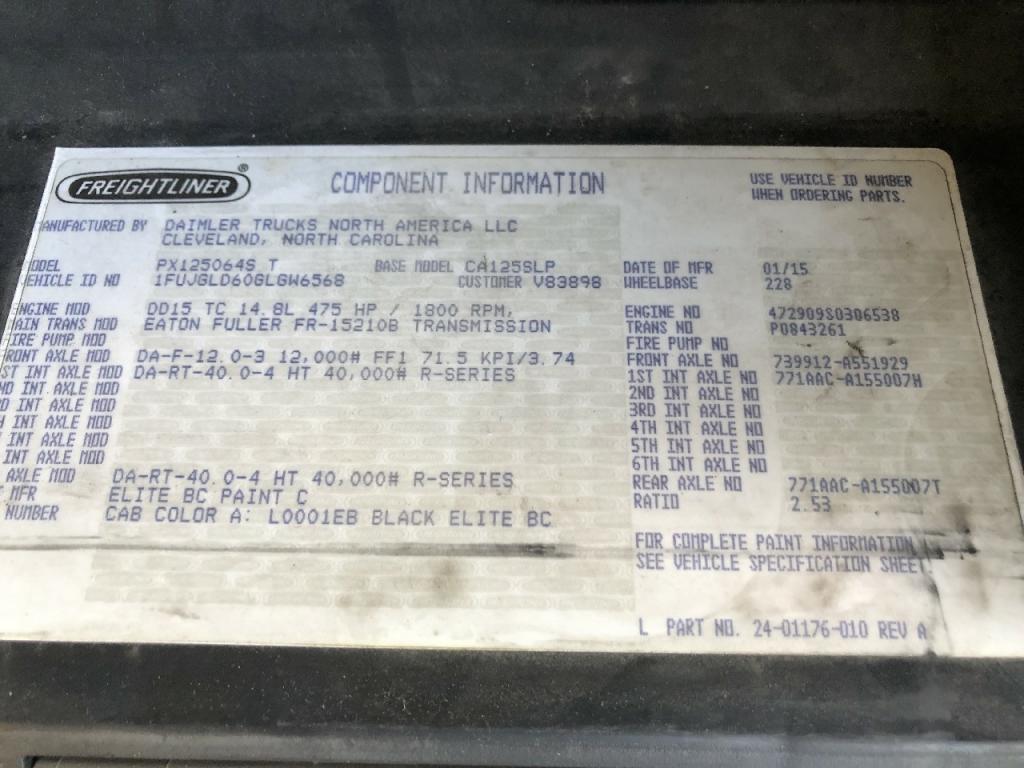 FREIGHTLINER®
COMPONENT INFORMATION
USE VEHICLE ID NUMBER
WHEN ORDERING PARTS.
ANUFACTURED BY DAIMLER TRUCKS NORTH AMERICA LLC
CLEVELAND, NORTH CAROLINA
ODEL PX125064S T BASE MODEL CA125SLP DATE OF MFR 01/15
EHICLE ID NO 1FUJGLD60GLGW6568 CUSTOMER V83898 WHEELBASE 228
NGINE MOD DD15 TC 14.8L 475 HP / 1800 RPM, ENGINE NO 472909S0306538
AIN TRANS MOD EATON FULLER FR-15210B TRANSMISSION TRANS NO P0843261
IRE PUMP MOD FIRE PUMP NO
RONT AXLE MOD DA-F-12.0-3 12,000# FF1 71.5 KPI/3.74 FRONT AXLE NO 739912-A551929
ST INT AXLE MOD DA-RT-40.0-4 HT 40,000# R-SERIES 1ST INT AXLE NO 771AAC-A155007H
ND INT AXLE MOD 2ND INT AXLE NO
D INT AXLE MOD 3RD INT AXLE NO
H INT AXLE MOD 4TH INT AXLE NO
INT AXLE MOD 5TH INT AXLE NO
INT AXLE MOD 6TH INT AXLE NO
AXLE MOD DA-RT-40.0-4 HT 40,000# R-SERIES REAR AXLE NO 771AAC-A155007T
MFR ELITE BC PAINT C RATIO 2.53
NUMBER CAB COLOR A: L0001EB BLACK ELITE BC
FOR COMPLETE PAINT INFORMATION
SEE VEHICLE SPECIFICATION SHEET.
L PART NO. 24-01176-010 REV A